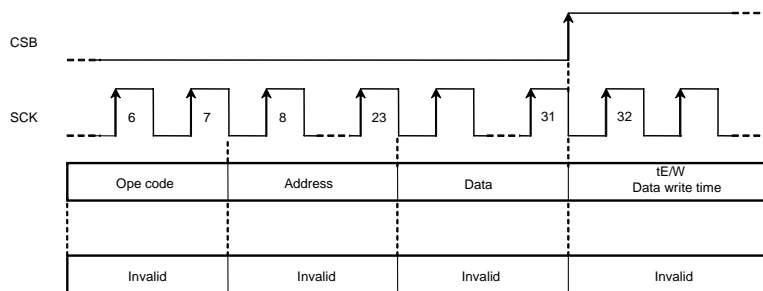 CSB
SCK
6 7 8 23 31 32
Ope code Address Data tE/W
Data write time
Invalid Invalid Invalid Invalid